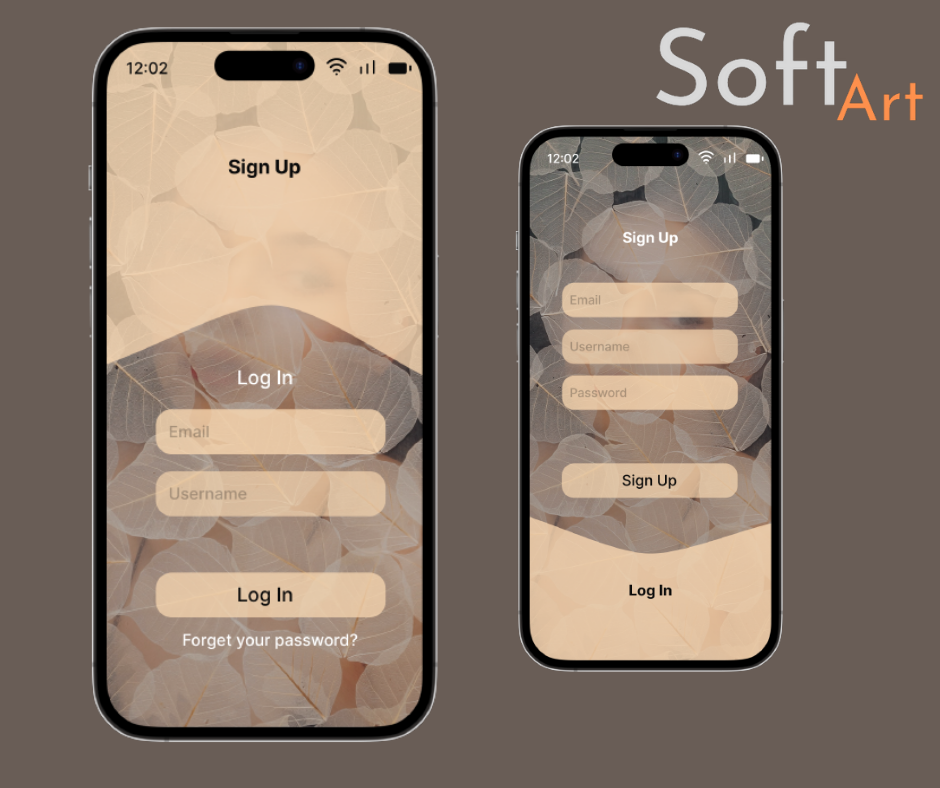 12:02
Sign Up
Log In
Email
Username
Log In
Forget your password?
Soft
Art
12:02
Sign Up
Email
Username
Password
Sign Up
Log In